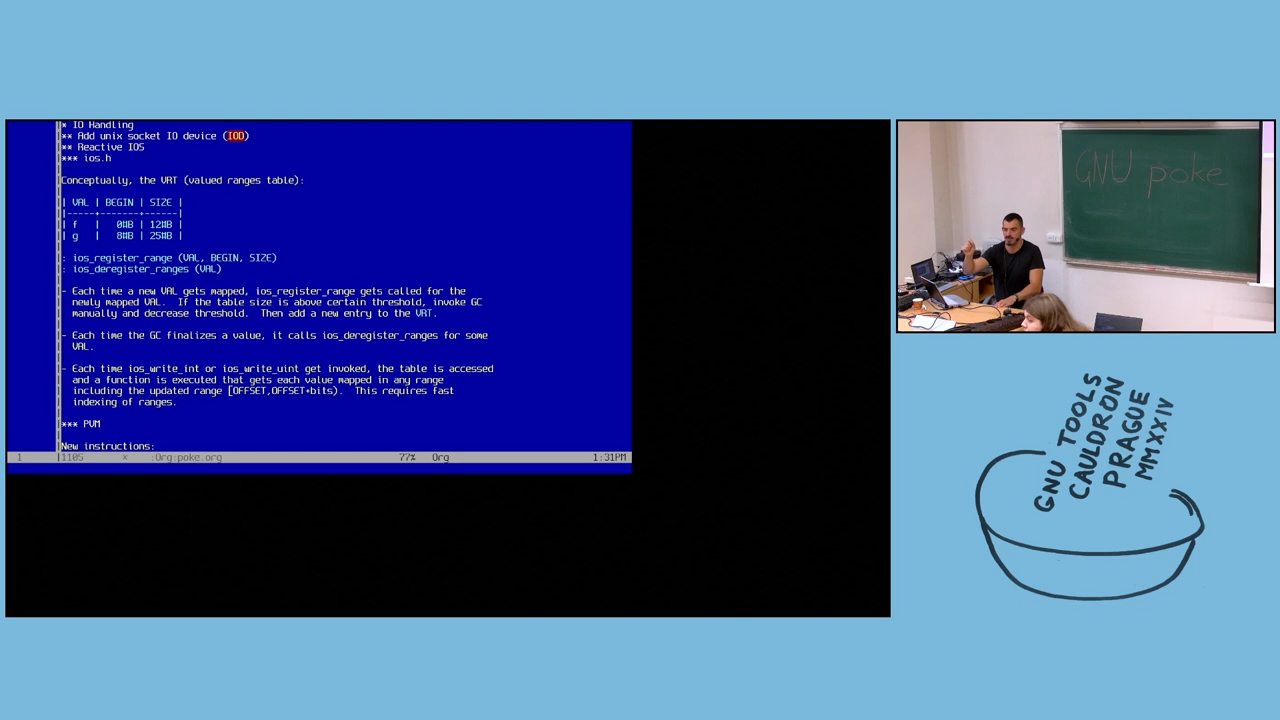 * IO Handling
** Add unix socket IO device (IOD)
** Reactive IOS
*** ios.h
Conceptually, the VRT (valued ranges table):
| VAL | BEGIN | SIZE |
|-----+-------+------|
| f | 0#B | 12#B |
| g | 8#B | 25#B |
: ios_register_range (VAL, BEGIN, SIZE)
: ios_deregister_ranges (VAL)
- Each time a new VAL gets mapped, ios_register_range gets called for the
newly mapped VAL. If the table size is above certain threshold, invoke GC
manually and decrease threshold. Then add a new entry to the VRT.
- Each time the GC finalizes a value, it calls ios_deregister_ranges for some
VAL.
- Each time ios_write_int or ios_write_uint get invoked, the table is accessed
and a function is executed that gets each value mapped in any range
including the updated range [OFFSET,OFFSET+bits). This requires fast
indexing of ranges.
*** PVM
New instructions:
1 |110S × :Org:poke.org 77% Org 1:31PM
GNU poke
GNU TOOLS
CAULDRON
PRAGUE
MMXXIV